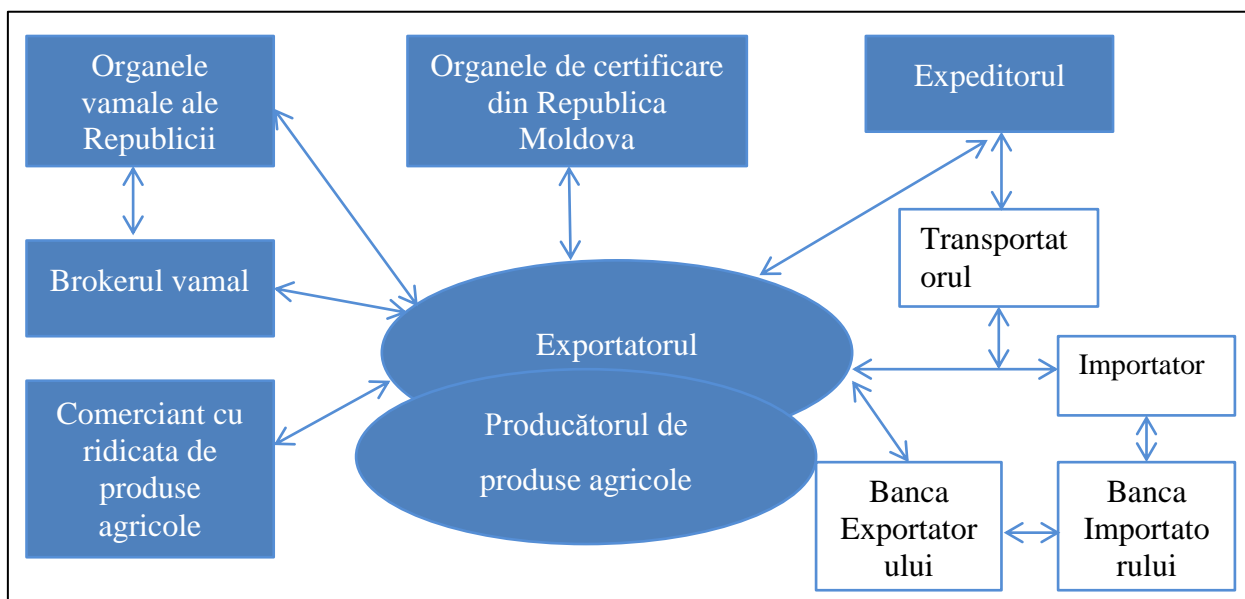 Organele
vamale ale
Republicii
Organele de certificare
din Republica
Moldova
Expeditorul
Brokerul vamal
Transportat
orul
Exportatorul
Importator
Comerciant cu
ridicata de
produse
agricole
Producătorul de
produse agricole
Banca
Exportator
ului
Banca
Importato
rului